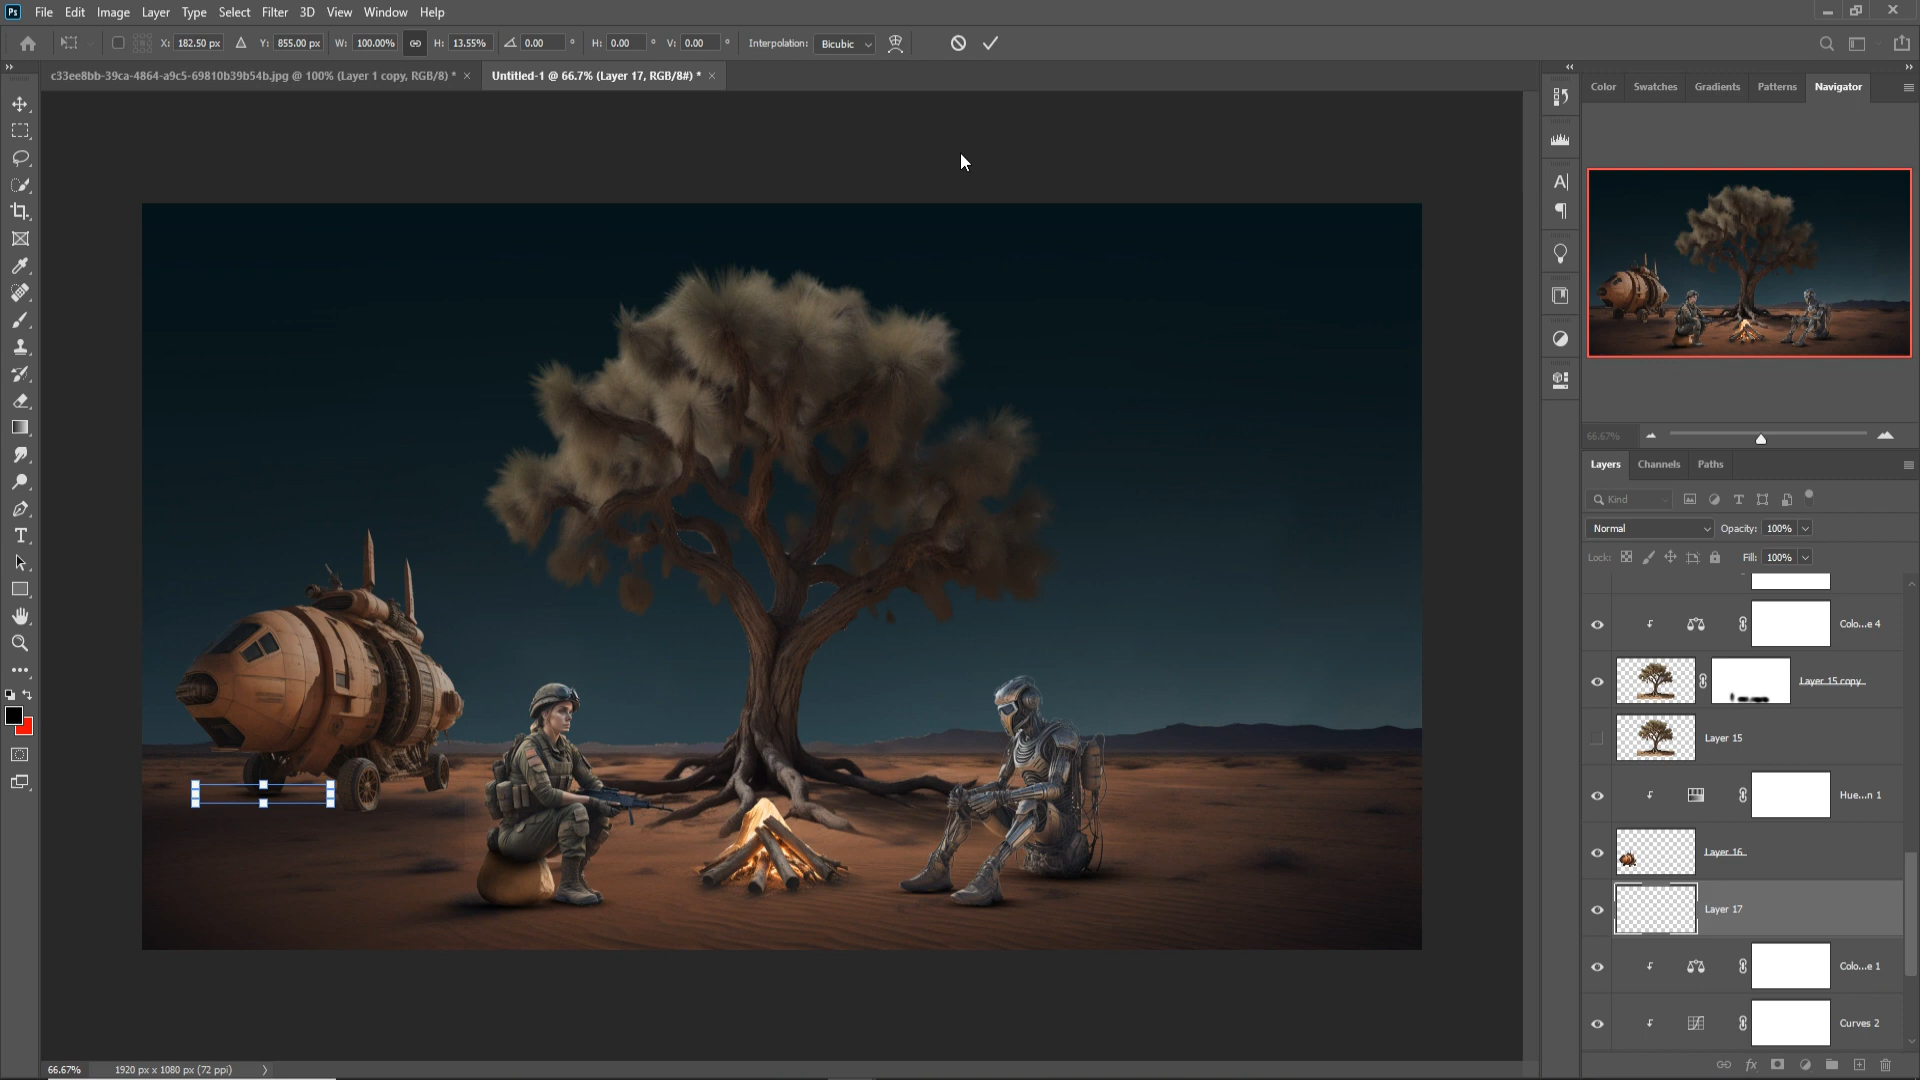 Ps File Edit Image Layer Type Select Filter 3D View Window Help
X: 182.50 px Y: 855.00 px W: 100.00% H: 13.55% 0.00 ° H: 0.00 ° V: 0.00 ° Interpolation: Bicubic
c33ee8bb-39ca-4864-a9c5-69810b39b54b.jpg @ 100% (Layer 1 copy, RGB/8) * × Untitled-1 @ 66.7% (Layer 17, RGB/8#) * ×
Color Swatches Gradients Patterns Navigator
66.67%
Layers Channels Paths
Kind
Normal Opacity: 100%
Lock: Fill: 100%
Colo...e 4
Layer 15 copy
Layer 15
Hue...n 1
Layer 16
Layer 17
Colo...e 1
Curves 2
66.67% 1920 px x 1080 px (72 ppi)